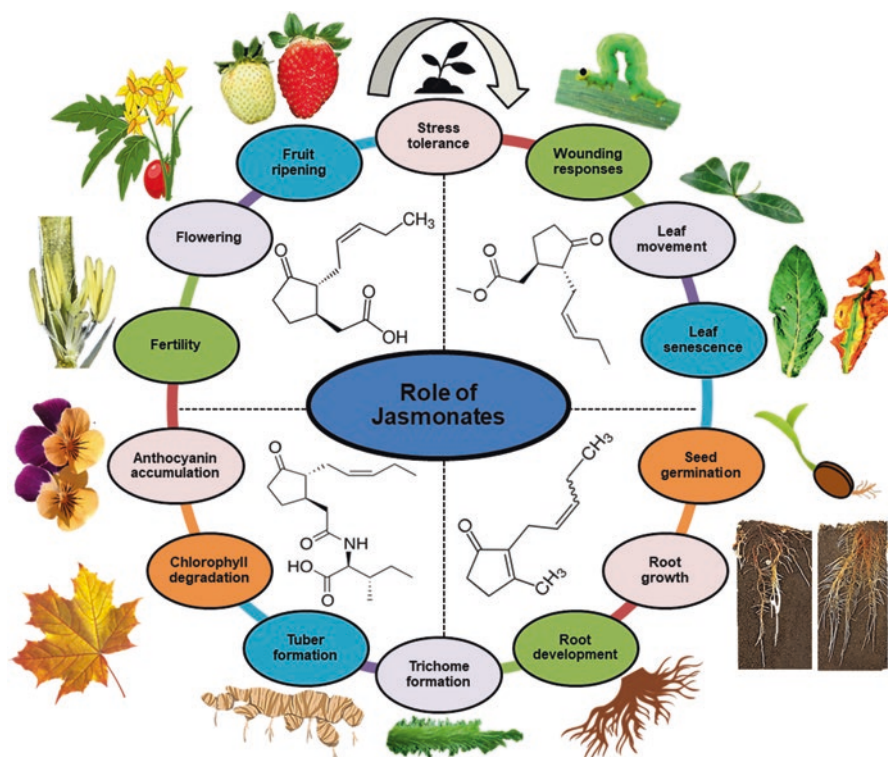 Stress
tolerance
Wounding
responses
Leaf
movement
Leaf
senescence
Seed
germination
Root
growth
Root
development
Trichome
formation
Tuber
formation
Chlorophyll
degradation
Anthocyanin
accumulation
Fertility
Flowering
Fruit
ripening
Role of
Jasmonates
CH₃
O
O
OH
O
O
O
O
O
NH
HO
O
CH₃
O
CH₃